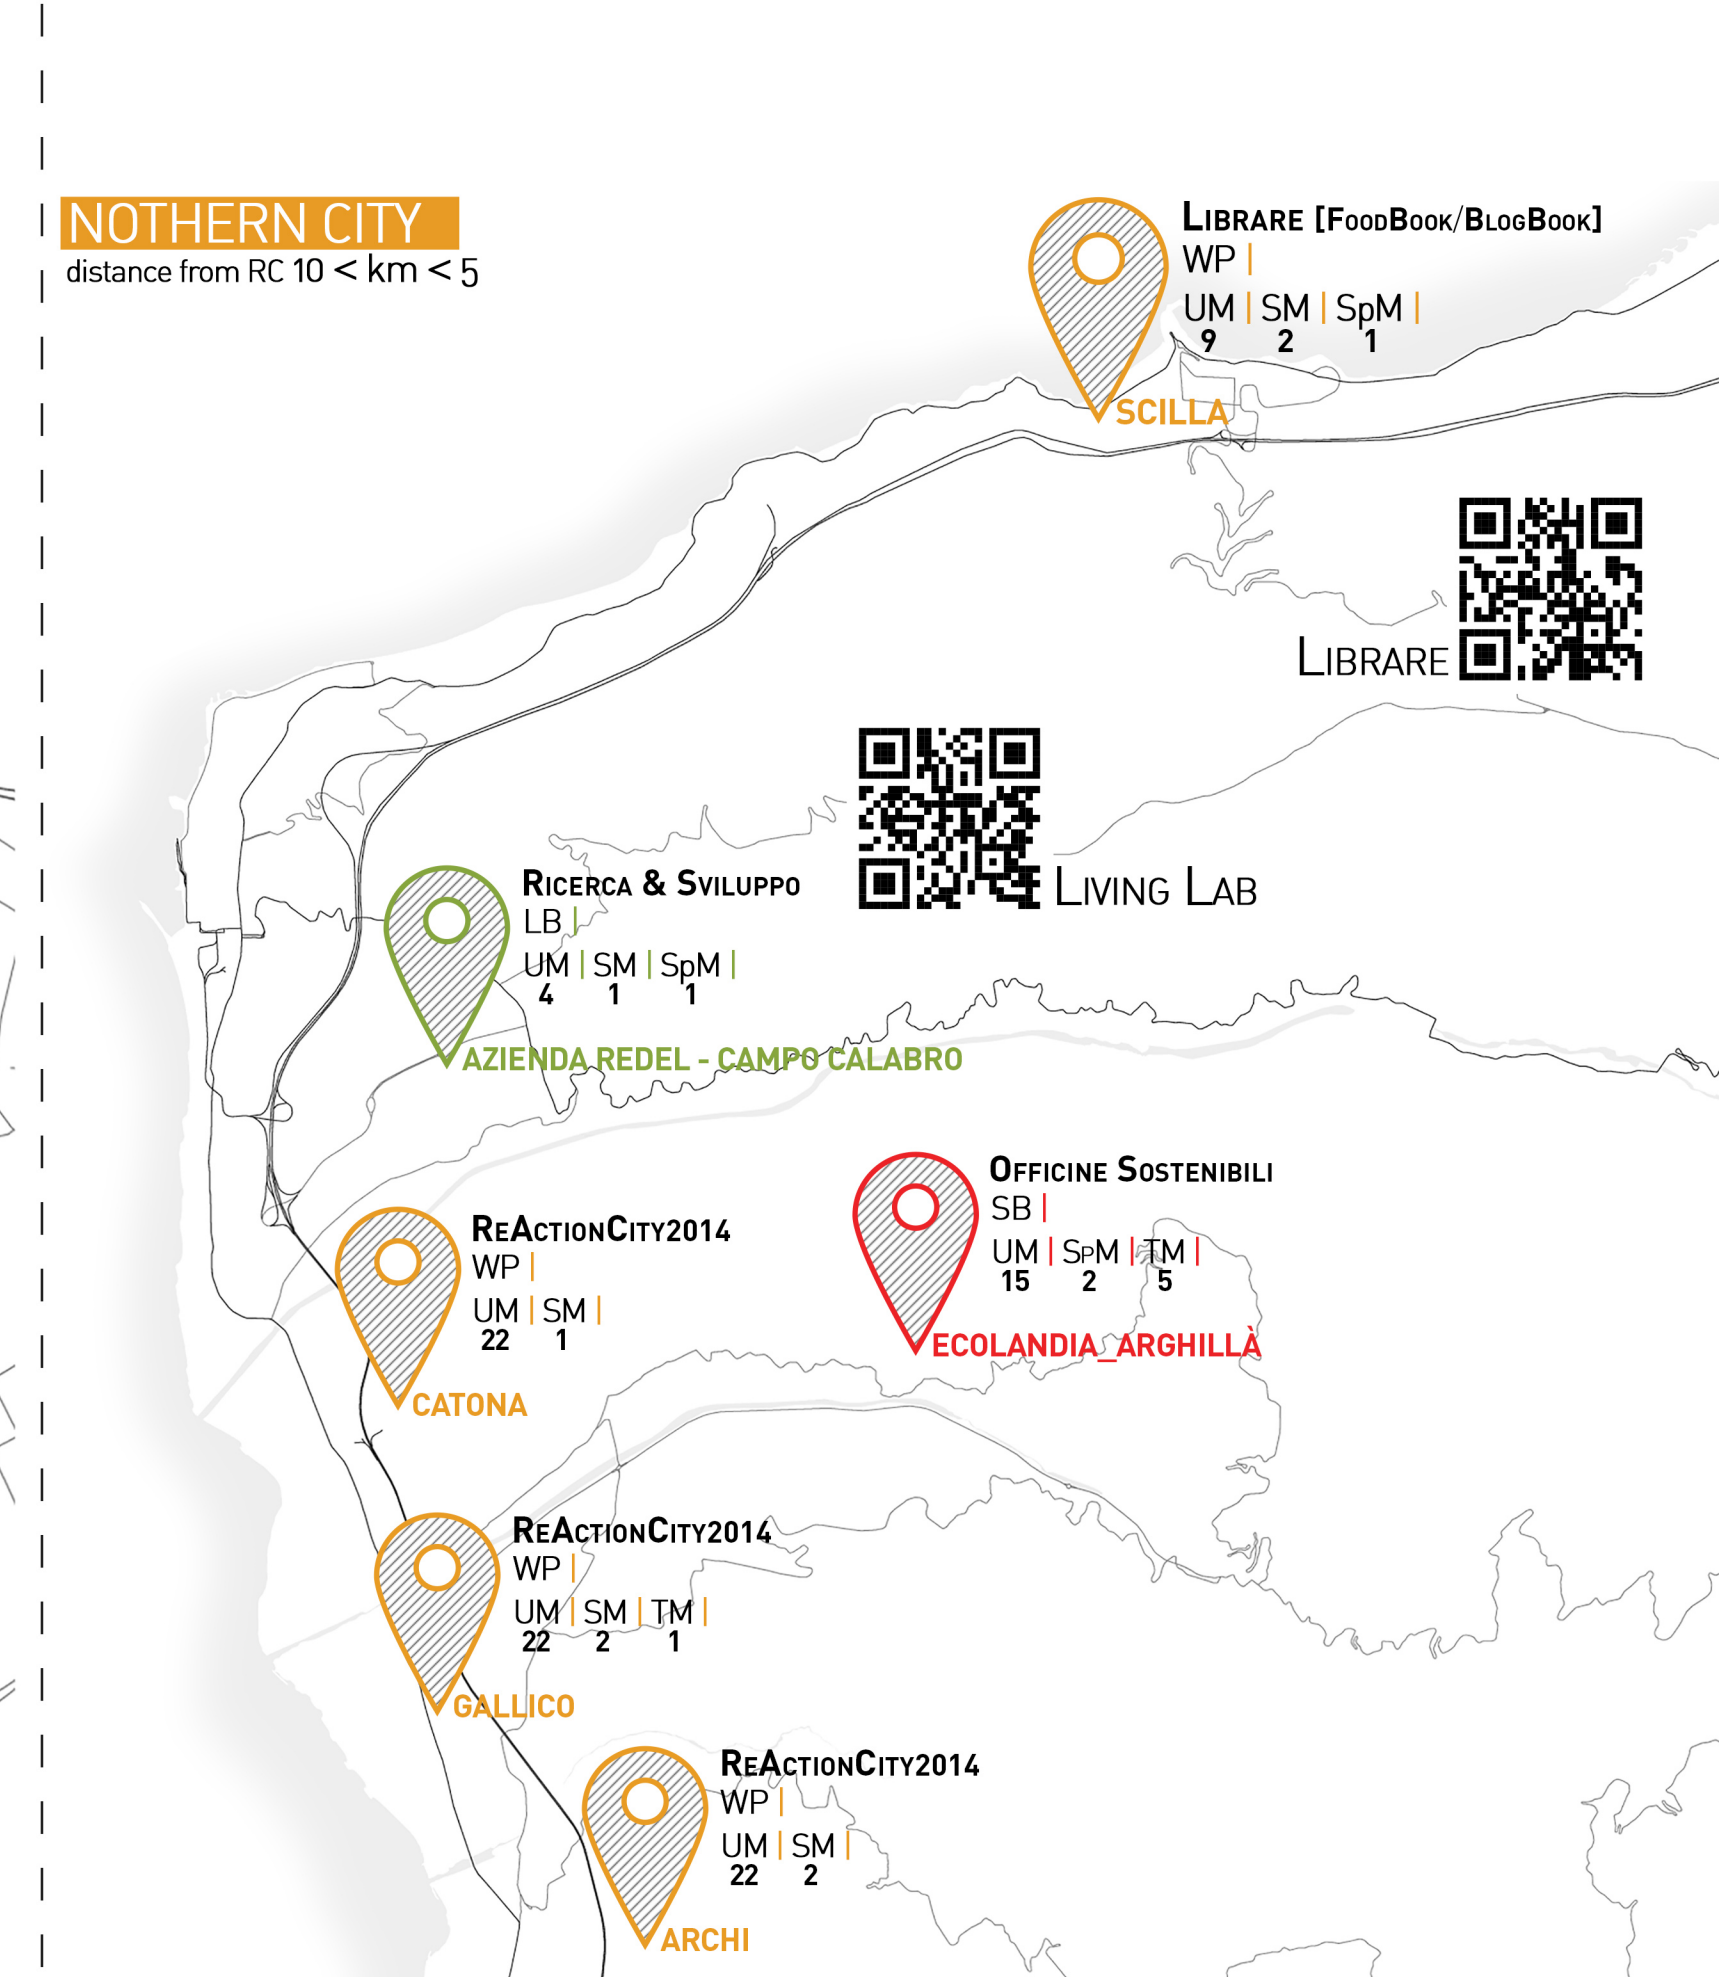 NOTHERN CITY
distance from RC 10 < km < 5
LIBRARE [FOODBOOK/BLOGBOOK]
WP |
UM | SM | SpM |
9 2 1
SCILLA
LIBRARE
LIVING LAB
RICERCA & SVILUPPO
LB |
UM | SM | SpM |
4 1 1
AZIENDA REDEL - CAMPO CALABRO
OFFICINE SOSTENIBILI
SB |
UM | SPM | TM |
15 2 5
ECOLANDIA_ARGHILLÀ
REACTIONCITY2014
WP |
UM | SM |
22 1
CATONA
REACTIONCITY2014
WP |
UM | SM | TM |
22 2 1
GALLICO
REACTIONCITY2014
WP |
UM | SM |
22 2
ARCHI